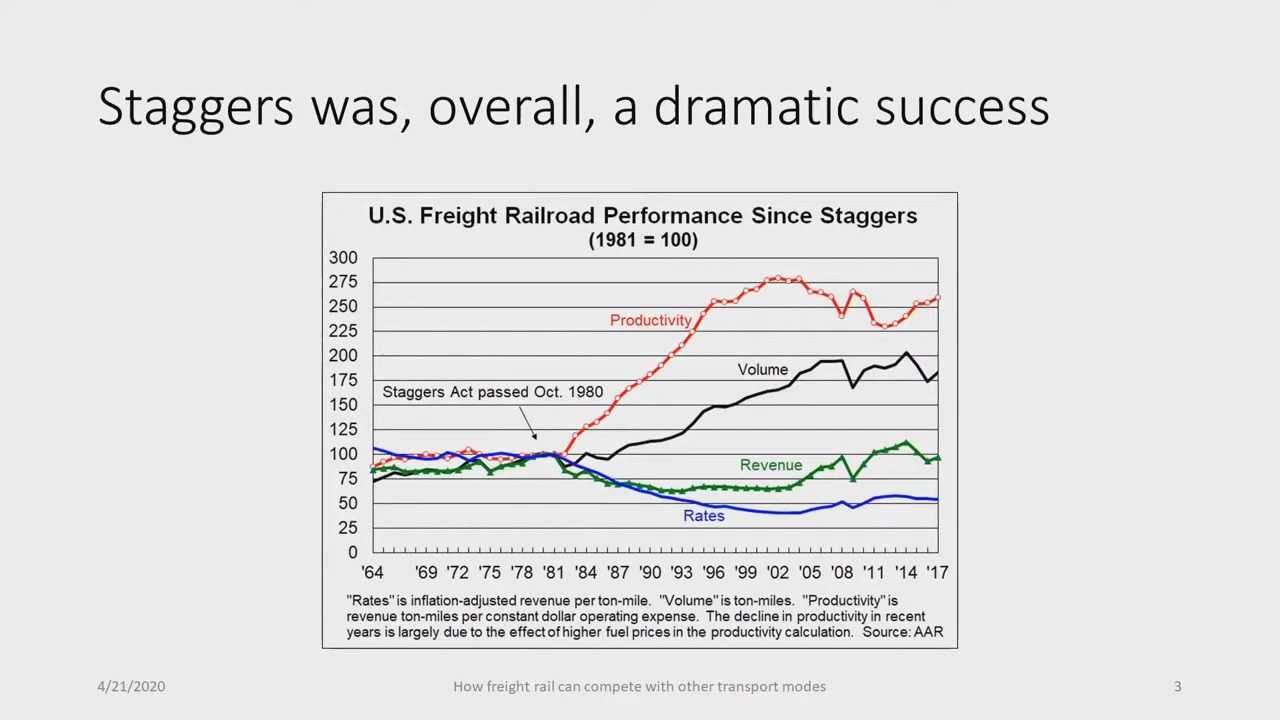 Staggers was, overall, a dramatic success
U.S. Freight Railroad Performance Since Staggers
(1981 = 100)
300
275
250
225
200
175
150
125
100
75
50
25
0
Productivity
Volume
Staggers Act passed Oct. 1980
Revenue
Rates
'64 '69 '72 '75 '78 '81 '84 '87 '90 '93 '96 '99 '02 '05 '08 '11 '14 '17
"Rates" is inflation-adjusted revenue per ton-mile. "Volume" is ton-miles. "Productivity" is
revenue ton-miles per constant dollar operating expense. The decline in productivity in recent
years is largely due to the effect of higher fuel prices in the productivity calculation. Source: AAR
4/21/2020 How freight rail can compete with other transport modes 3